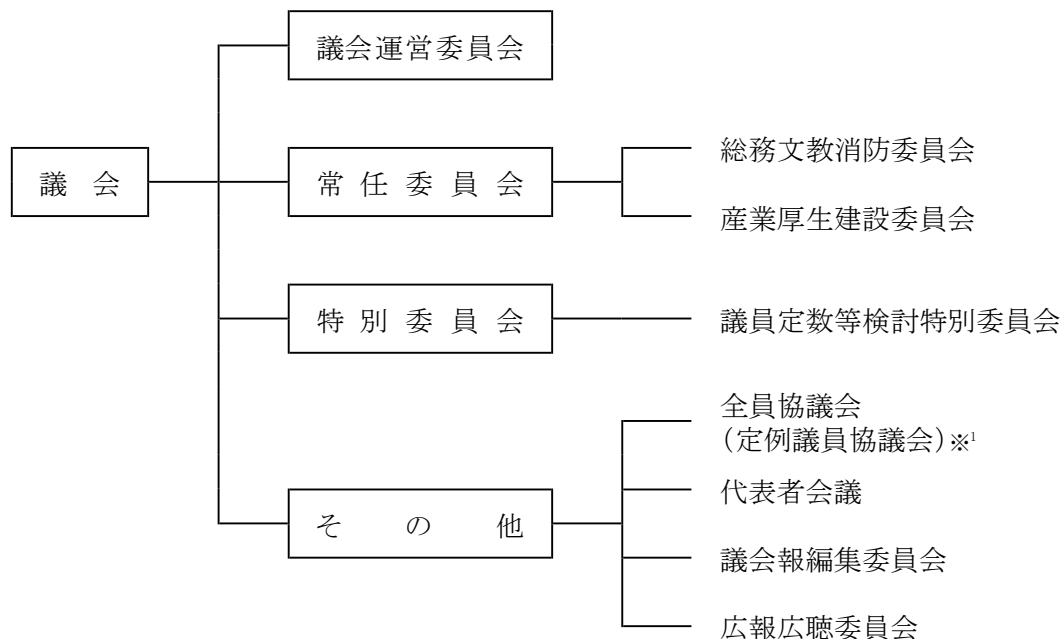 議会運営委員会
議会
常任委員会
総務文教消防委員会
産業厚生建設委員会
特別委員会
議員定数等検討特別委員会
その他
全員協議会
(定例議員協議会)※1
代表者会議
議会報編集委員会
広報広聴委員会